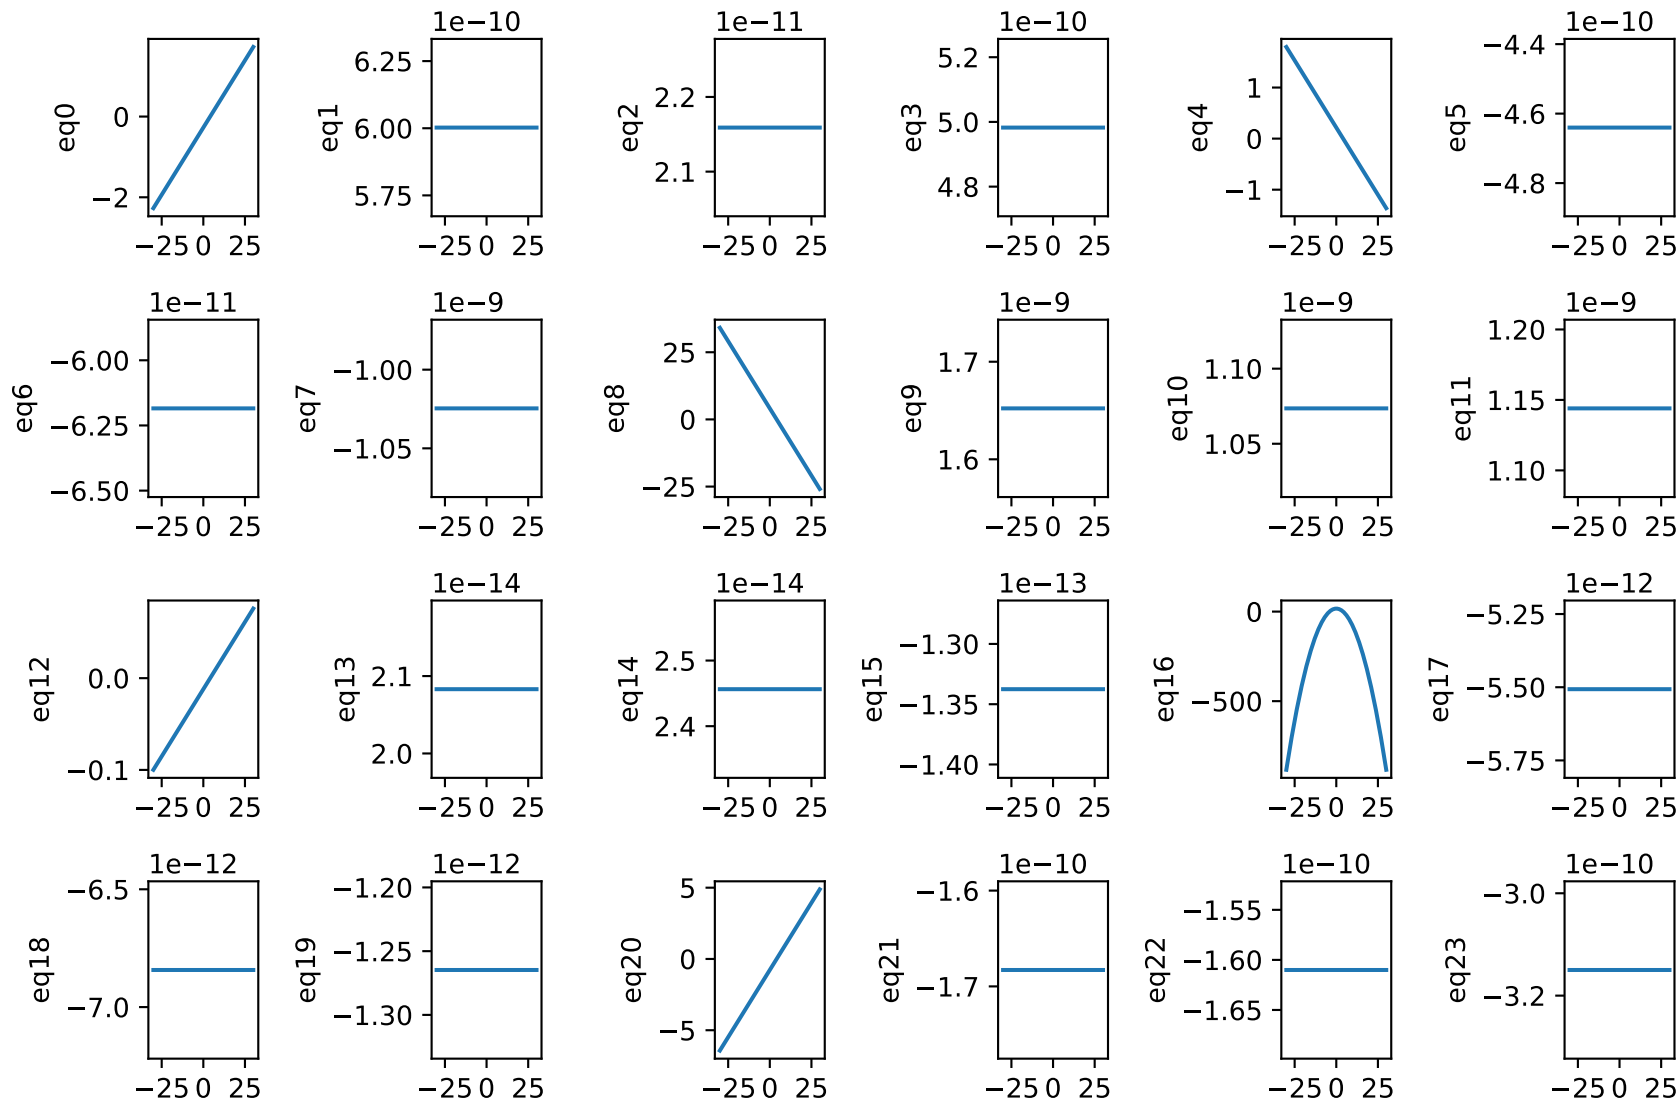 1e−10 1e−11 1e−10 1e−10
eq0 0 −2 −25 0 25
eq1 6.25 6.00 5.75 −25 0 25
eq2 2.2 2.1 −25 0 25
eq3 5.2 5.0 4.8 −25 0 25
eq4 1 0 −1 −25 0 25
eq5 −4.4 −4.6 −4.8 −25 0 25
1e−11 1e−9 1e−9 1e−9 1e−9
eq6 −6.00 −6.25 −6.50 −25 0 25
eq7 −1.00 −1.05 −25 0 25
eq8 25 0 −25 −25 0 25
eq9 1.7 1.6 −25 0 25
eq10 1.10 1.05 −25 0 25
eq11 1.20 1.15 1.10 −25 0 25
1e−14 1e−14 1e−13 1e−12
eq12 0.0 −0.1 −25 0 25
eq13 2.1 2.0 −25 0 25
eq14 2.5 2.4 −25 0 25
eq15 −1.30 −1.35 −1.40 −25 0 25
eq16 0 −500 −25 0 25
eq17 −5.25 −5.50 −5.75 −25 0 25
1e−12 1e−12 1e−10 1e−10 1e−10
eq18 −6.5 −7.0 −25 0 25
eq19 −1.20 −1.25 −1.30 −25 0 25
eq20 5 0 −5 −25 0 25
eq21 −1.6 −1.7 −25 0 25
eq22 −1.55 −1.60 −1.65 −25 0 25
eq23 −3.0 −3.2 −25 0 25